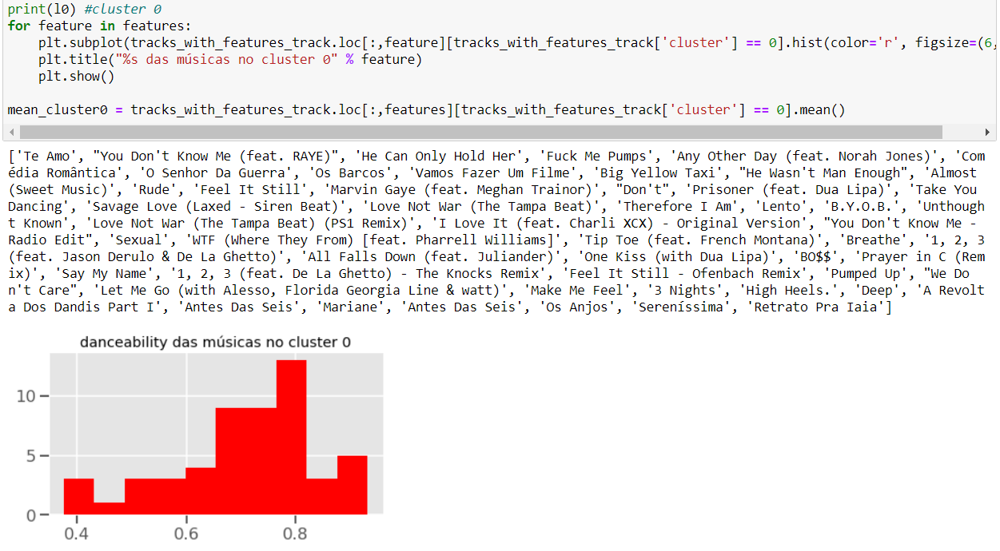 print(l0) #cluster 0
for feature in features:
    plt.subplot(tracks_with_features_track.loc[:,feature][tracks_with_features_track['cluster'] == 0].hist(color='r', figsize=(6,
    plt.title("%s das músicas no cluster 0" % feature)
    plt.show()
mean_cluster0 = tracks_with_features_track.loc[:,features][tracks_with_features_track['cluster'] == 0].mean()
['Te Amo', "You Don't Know Me (feat. RAYE)", 'He Can Only Hold Her', 'Fuck Me Pumps', 'Any Other Day (feat. Norah Jones)', 'Com
édia Romântica', 'O Senhor Da Guerra', 'Os Barcos', 'Vamos Fazer Um Filme', 'Big Yellow Taxi', "He Wasn't Man Enough", 'Almost
(Sweet Music)', 'Rude', 'Feel It Still', 'Marvin Gaye (feat. Meghan Trainor)', "Don't", 'Prisoner (feat. Dua Lipa)', 'Take You
Dancing', 'Savage Love (Laxed - Siren Beat)', 'Love Not War (The Tampa Beat)', 'Therefore I Am', 'Lento', 'B.Y.O.B.', 'Unthough
t Known', 'Love Not War (The Tampa Beat) (PS1 Remix)', 'I Love It (feat. Charli XCX) - Original Version', "You Don't Know Me -
Radio Edit", 'Sexual', 'WTF (Where They From) [feat. Pharrell Williams]', 'Tip Toe (feat. French Montana)', 'Breathe', '1, 2, 3
(feat. Jason Derulo & De La Ghetto)', 'All Falls Down (feat. Juliander)', 'One Kiss (with Dua Lipa)', 'BO$$', 'Prayer in C (Rem
ix)', 'Say My Name', '1, 2, 3 (feat. De La Ghetto) - The Knocks Remix', 'Feel It Still - Ofenbach Remix', 'Pumped Up', "We Do
n't Care", 'Let Me Go (with Alesso, Florida Georgia Line & watt)', 'Make Me Feel', '3 Nights', 'High Heels.', 'Deep', 'A Revolt
a Dos Dandis Part I', 'Antes Das Seis', 'Mariane', 'Antes Das Seis', 'Os Anjos', 'Sereníssima', 'Retrato Pra Iaia']
danceability das músicas no cluster 0
10
5
0
0.4 0.6 0.8